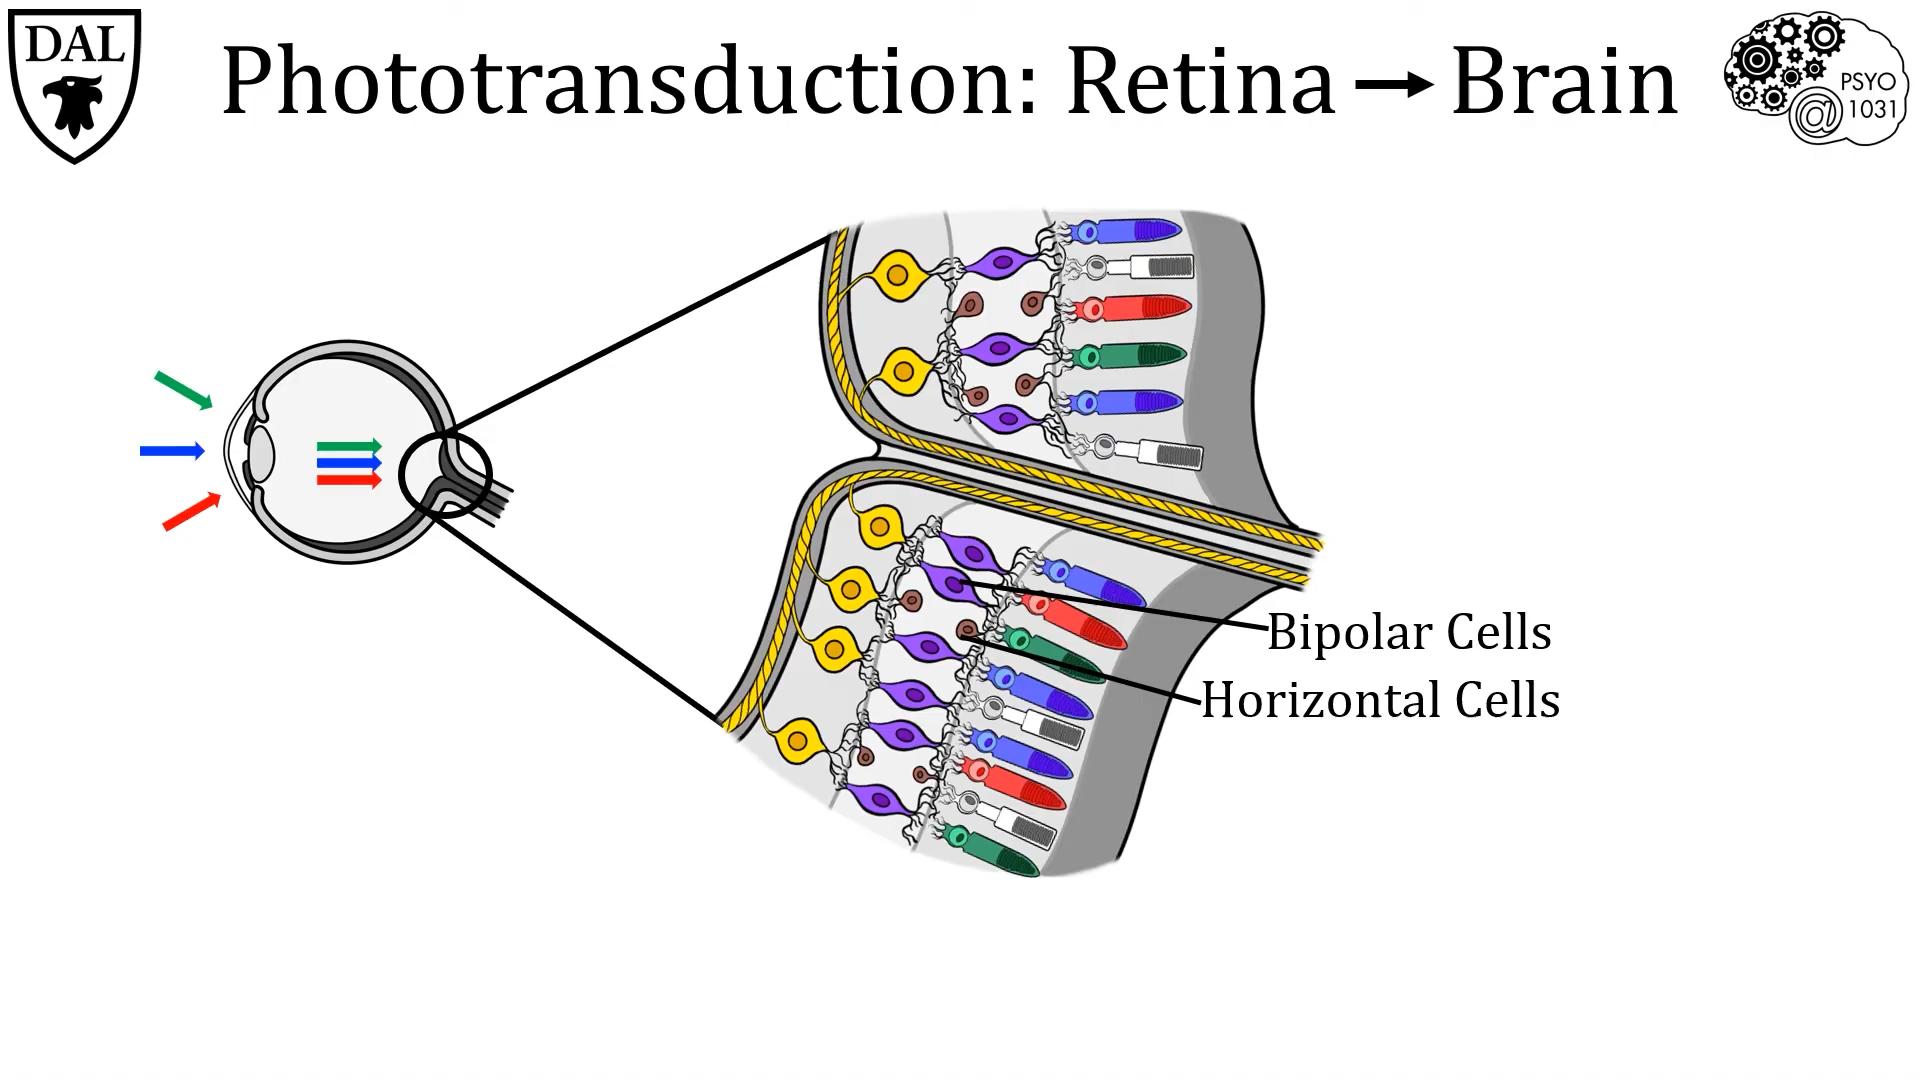 DAL
Phototransduction: Retina → Brain
PSYO
@ 1031
Bipolar Cells
Horizontal Cells